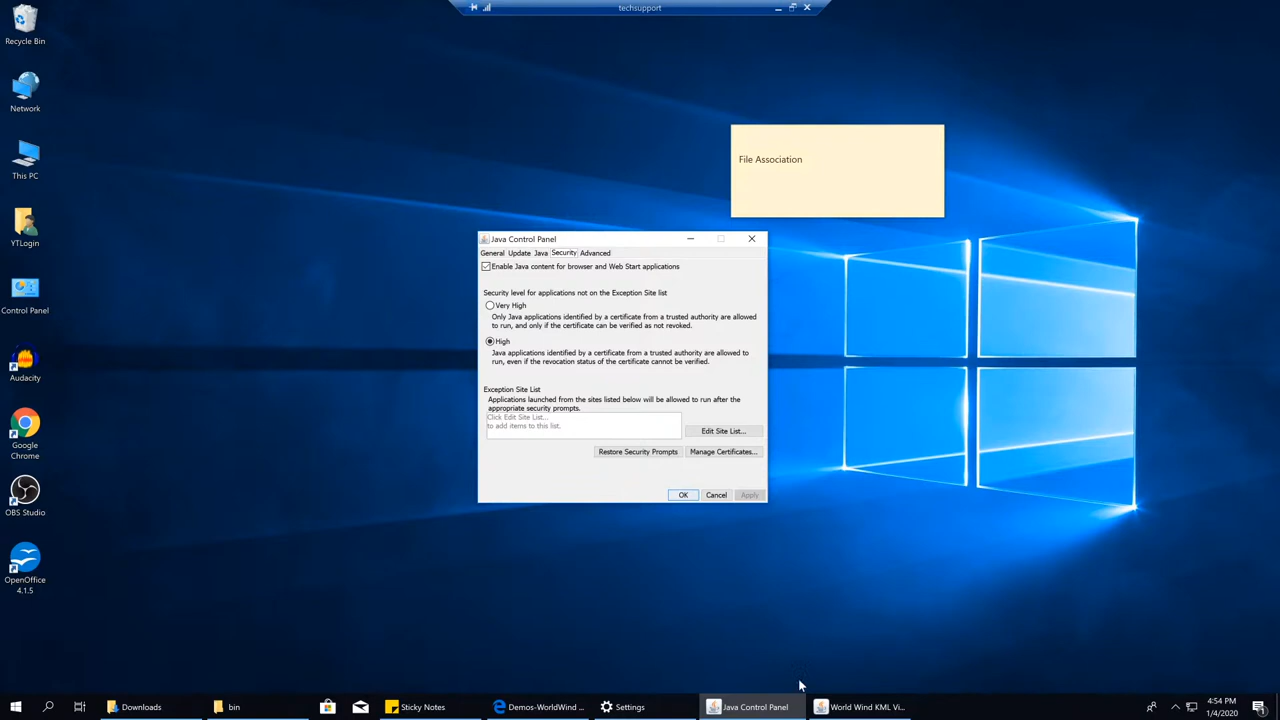 techsupport
Recycle Bin
Network
This PC
YTLogin
Control Panel
Audacity
Google
Chrome
OBS Studio
OpenOffice
4.1.5
File Association
Java Control Panel
General Update Java Security Advanced
Enable Java content for browser and Web Start applications
Security level for applications not on the Exception Site list
Very High
Only Java applications identified by a certificate from a trusted authority are allowed
to run, and only if the certificate can be verified as not revoked.
High
Java applications identified by a certificate from a trusted authority are allowed to
run, even if the revocation status of the certificate cannot be verified.
Exception Site List
Applications launched from the sites listed below will be allowed to run after the
appropriate security prompts.
Click Edit Site List...
to add items to this list.
Edit Site List...
Restore Security Prompts Manage Certificates...
OK Cancel Apply
Downloads bin Sticky Notes Demos-WorldWind ... Settings Java Control Panel World Wind KML Vi...
4:54 PM
1/4/2020